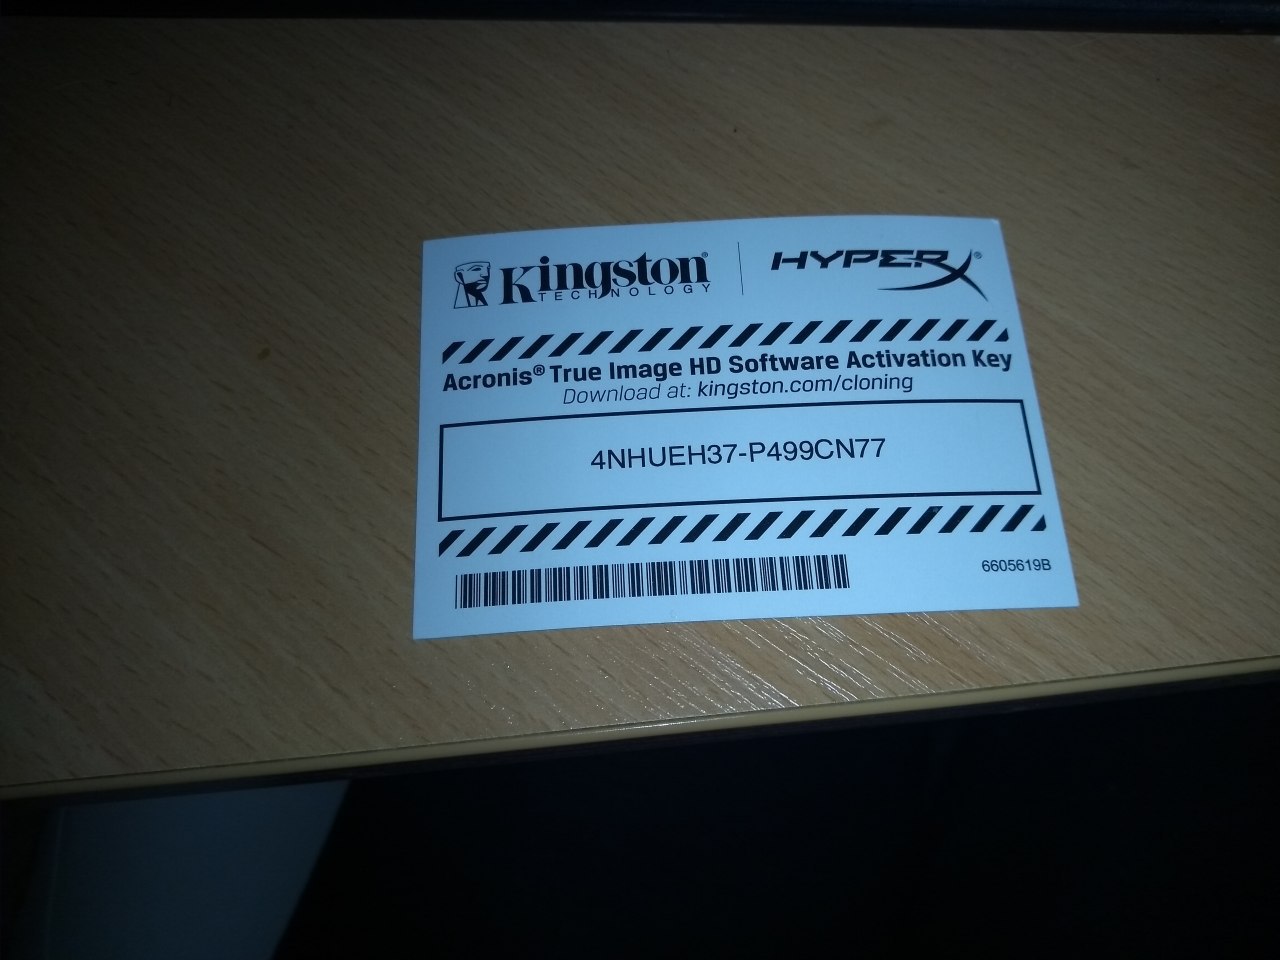 Kingston®
TECHNOLOGY
HYPERX®
Acronis® True Image HD Software Activation Key
Download at: kingston.com/cloning
4NHUEH37-P499CN77
6605619B